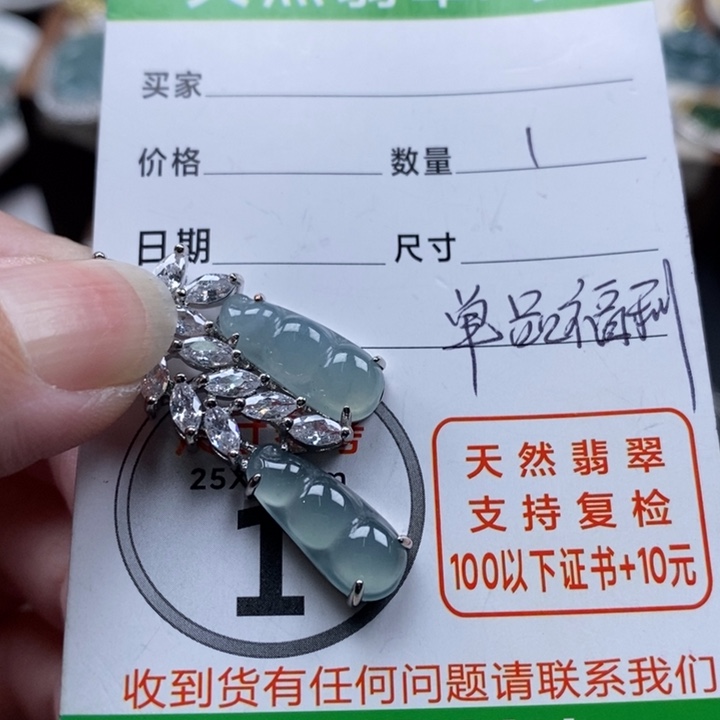 买家
价格 数量 1
日期 尺寸
单品福利
25X
1
天然翡翠
支持复检
100以下证书+10元
收到货有任何问题请联系我们